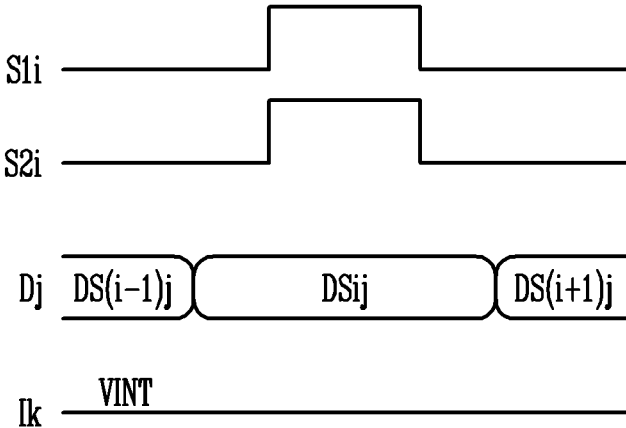 S1i
S2i
Dj DS(i-1)j DSij DS(i+1)j
VINT
Ik